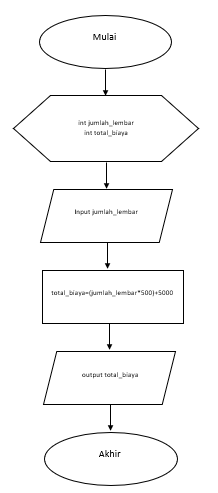 Mulai
int jumlah_lembar
int total_biaya
Input jumlah_lembar
total_biaya=(jumlah_lembar*500)+5000
output total_biaya
Akhir